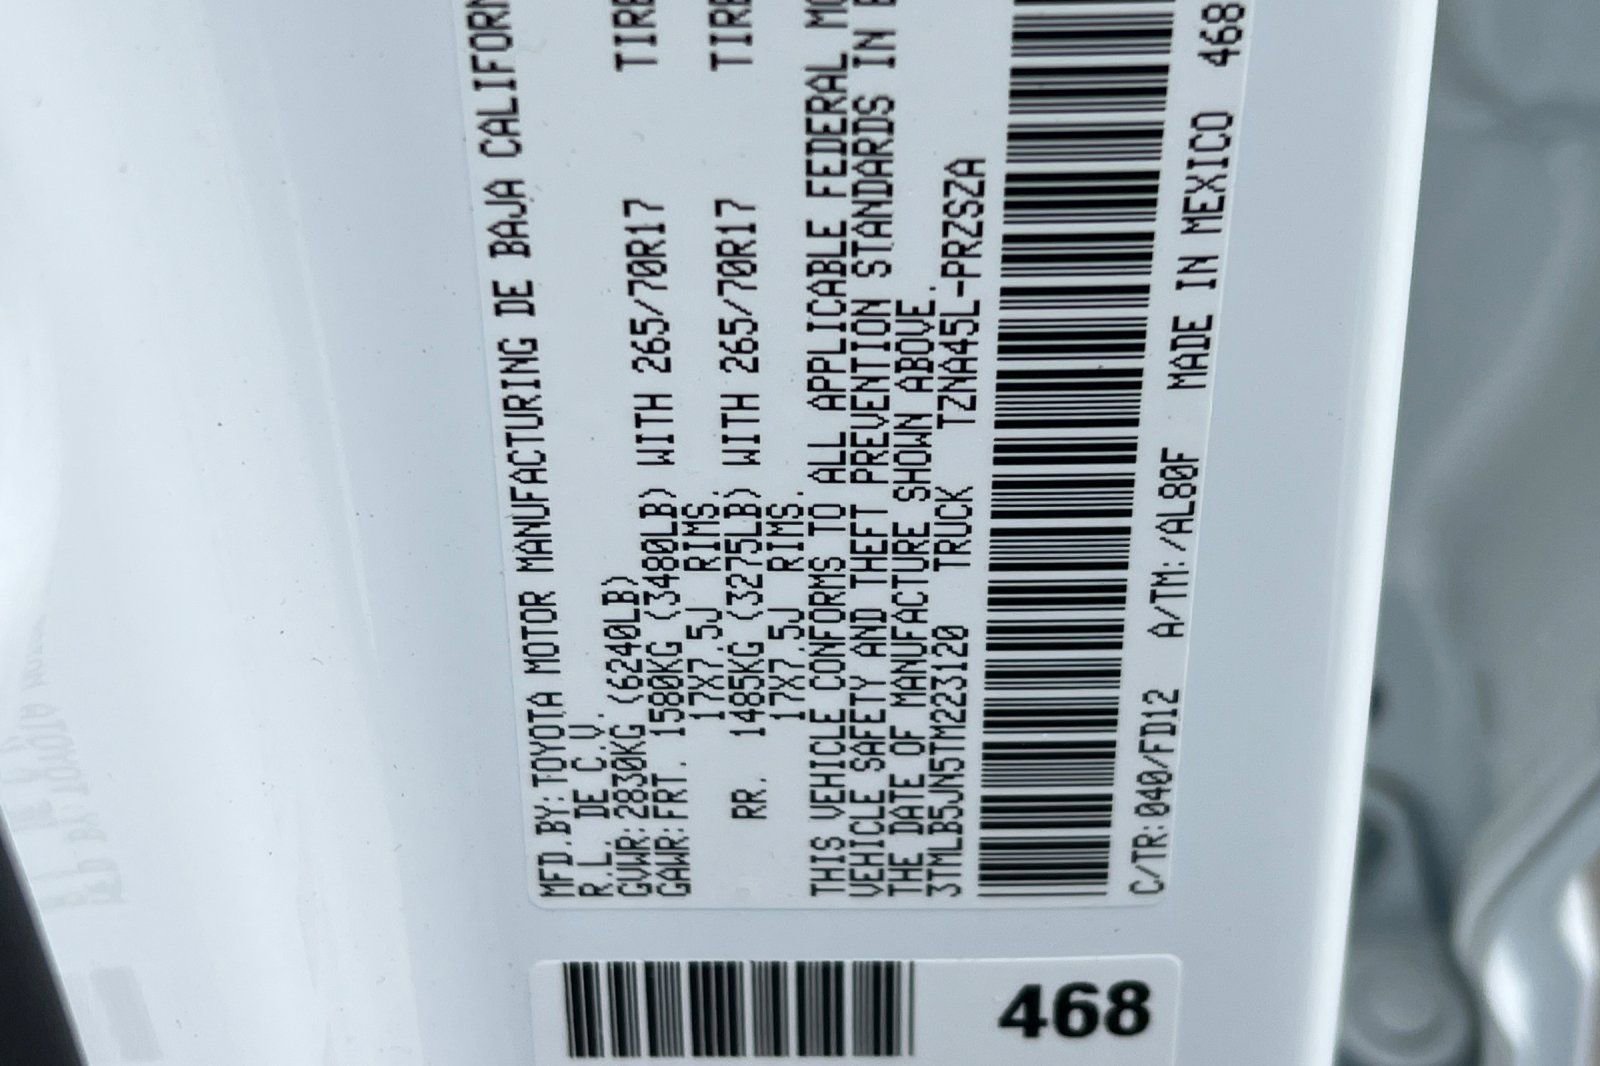 MFD.BY:TOYOTA MOTOR MANUFACTURING DE BAJA CALIFORN
R.L. DE C.V.
GVWR:2830KG (6240LB)
GAWR:FRT. 1580KG (3480LB) WITH 265/70R17 TIRE
17X7.5J RIMS.
RR. 1485KG (3275LB) WITH 265/70R17 TIRE
17X7.5J RIMS.
THIS VEHICLE CONFORMS TO ALL APPLICABLE FEDERAL MO
VEHICLE SAFETY AND THEFT PREVENTION STANDARDS IN E
THE DATE OF MANUFACTURE SHOWN ABOVE.
3TMLB5JN5TM223120 TRUCK TZNA45L-PRZSZA
C/TR:040/FD12 A/TM:/AL80F MADE IN MEXICO 468
468